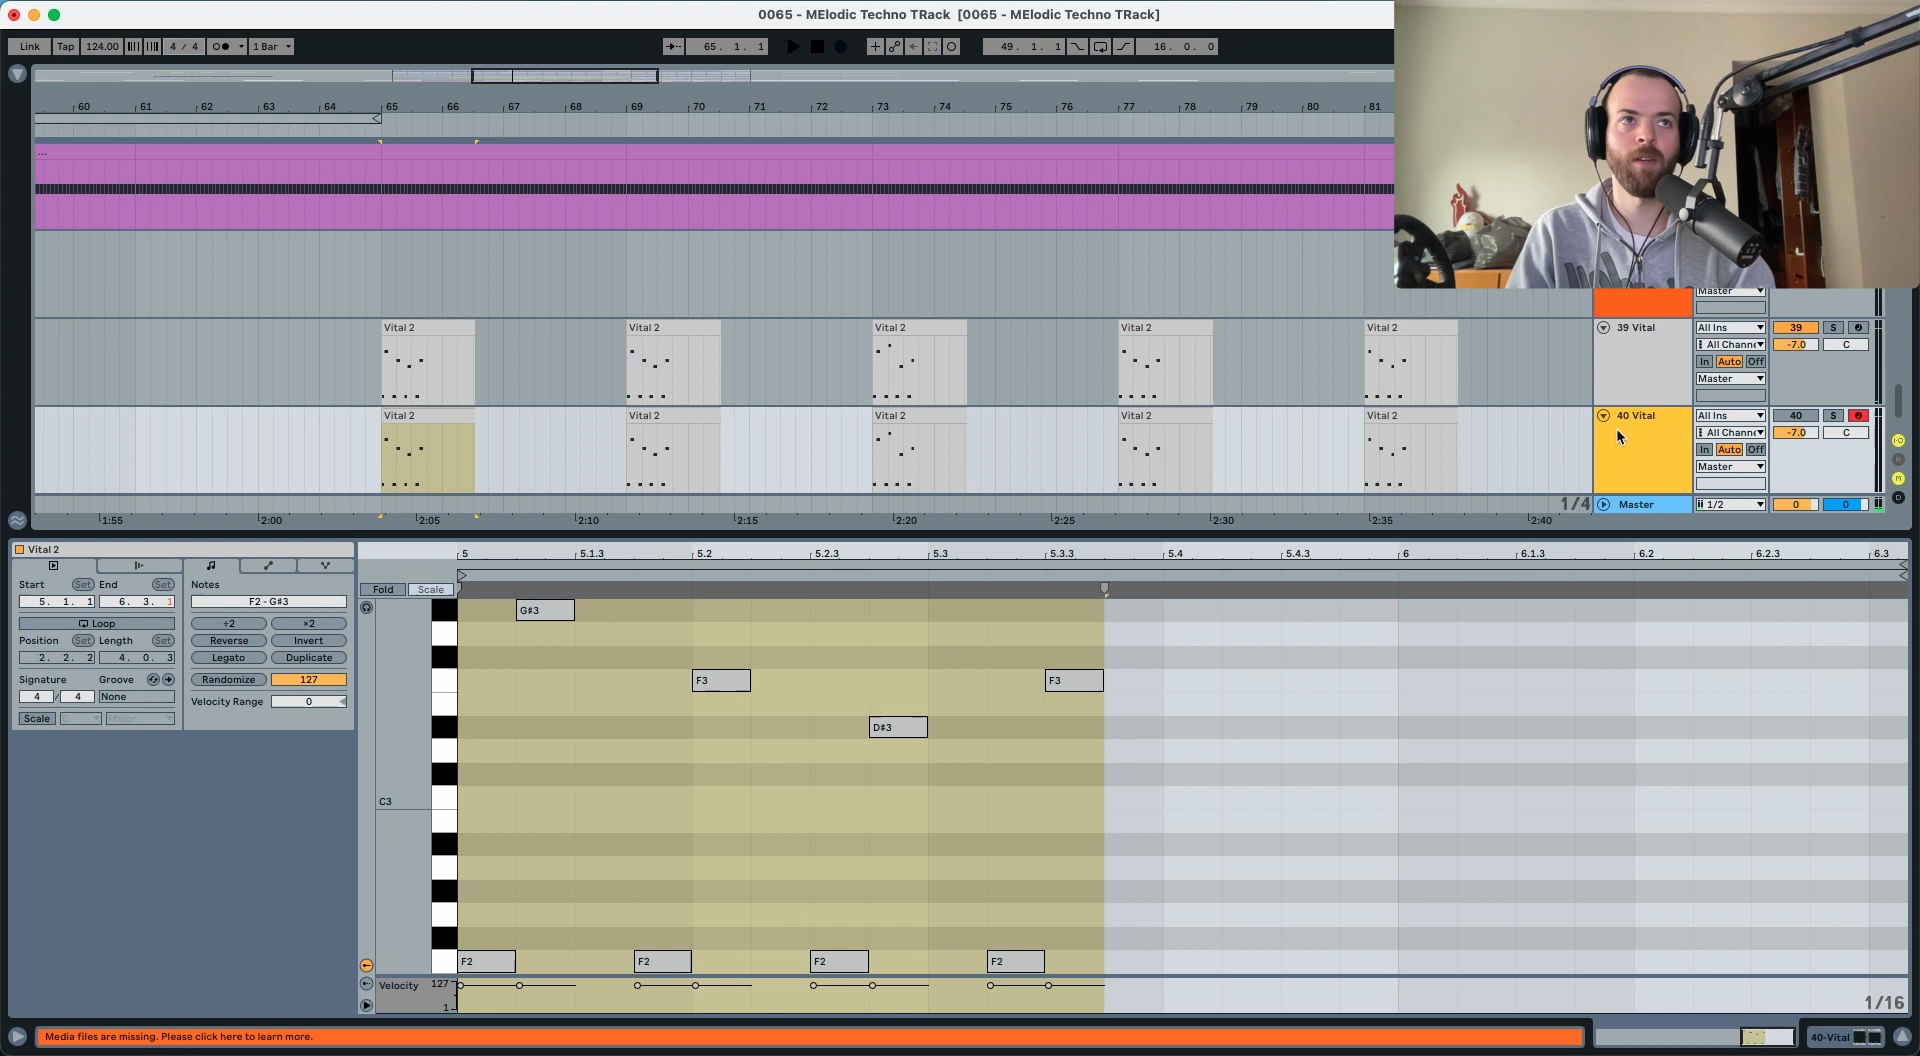 0065 - MElodic Techno TRack [0065 - MElodic Techno TRack]
Link Tap 124.00 4 / 4 1 Bar 65. 1. 1 49. 1. 1 16. 0. 0
60 61 62 63 64 65 66 67 68 69 70 71 72 73 74 75 76 77 78 79 80 81
...
Master
Vital 2 Vital 2 Vital 2 Vital 2 Vital 2 39 Vital All Ins 39 S
All Channe -7.0 C
In Auto Off
Master
Vital 2 Vital 2 Vital 2 Vital 2 Vital 2 40 Vital All Ins 40 S
All Channe -7.0 C
In Auto Off
Master
1/4 Master 1/2 0 0
1:55 2:00 2:05 2:10 2:15 2:20 2:25 2:30 2:35 2:40
I·O
R
M
D
Vital 2
5 5.1.3 5.2 5.2.3 5.3 5.3.3 5.4 5.4.3 6 6.1.3 6.2 6.2.3 6.3
Start Set End Set Notes
Fold Scale
5. 1. 1 6. 3. 1 F2 - G#3
Loop ÷2 ×2
Position Set Length Set Reverse Invert
2. 2. 2 4. 0. 3 Legato Duplicate
Signature Groove Randomize 127
4 / 4 None Velocity Range 0
Scale C Major
G#3
F3 F3
D#3
C3
F2 F2 F2 F2
Velocity 127
1
1/16
Media files are missing. Please click here to learn more.
40-Vital